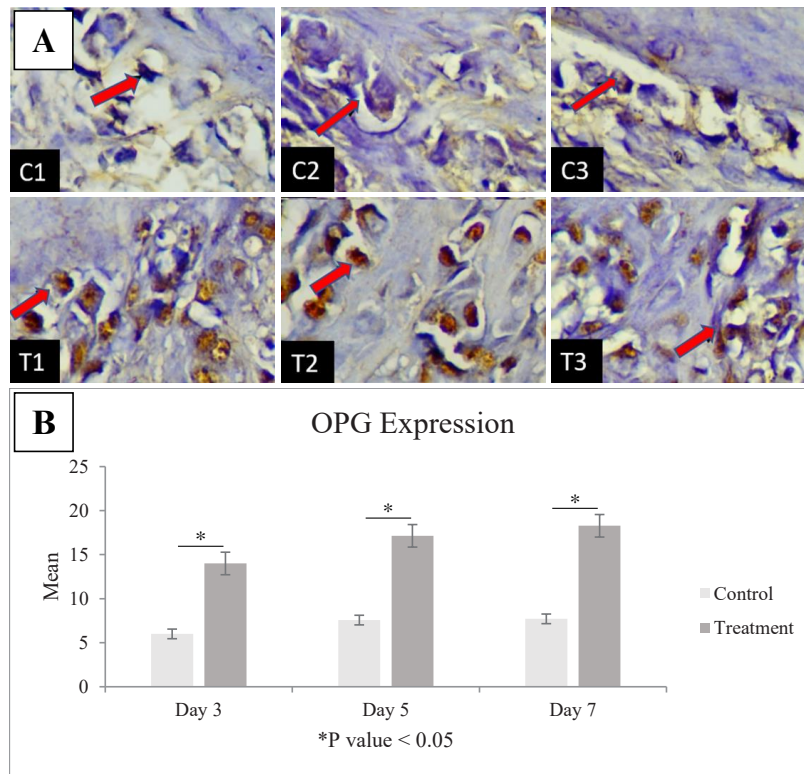 A
C1
C2
C3
T1
T2
T3
B
OPG Expression
25
20
15
10
5
0
Mean
*
*
*
Control
Treatment
Day 3
Day 5
Day 7
*P value < 0.05